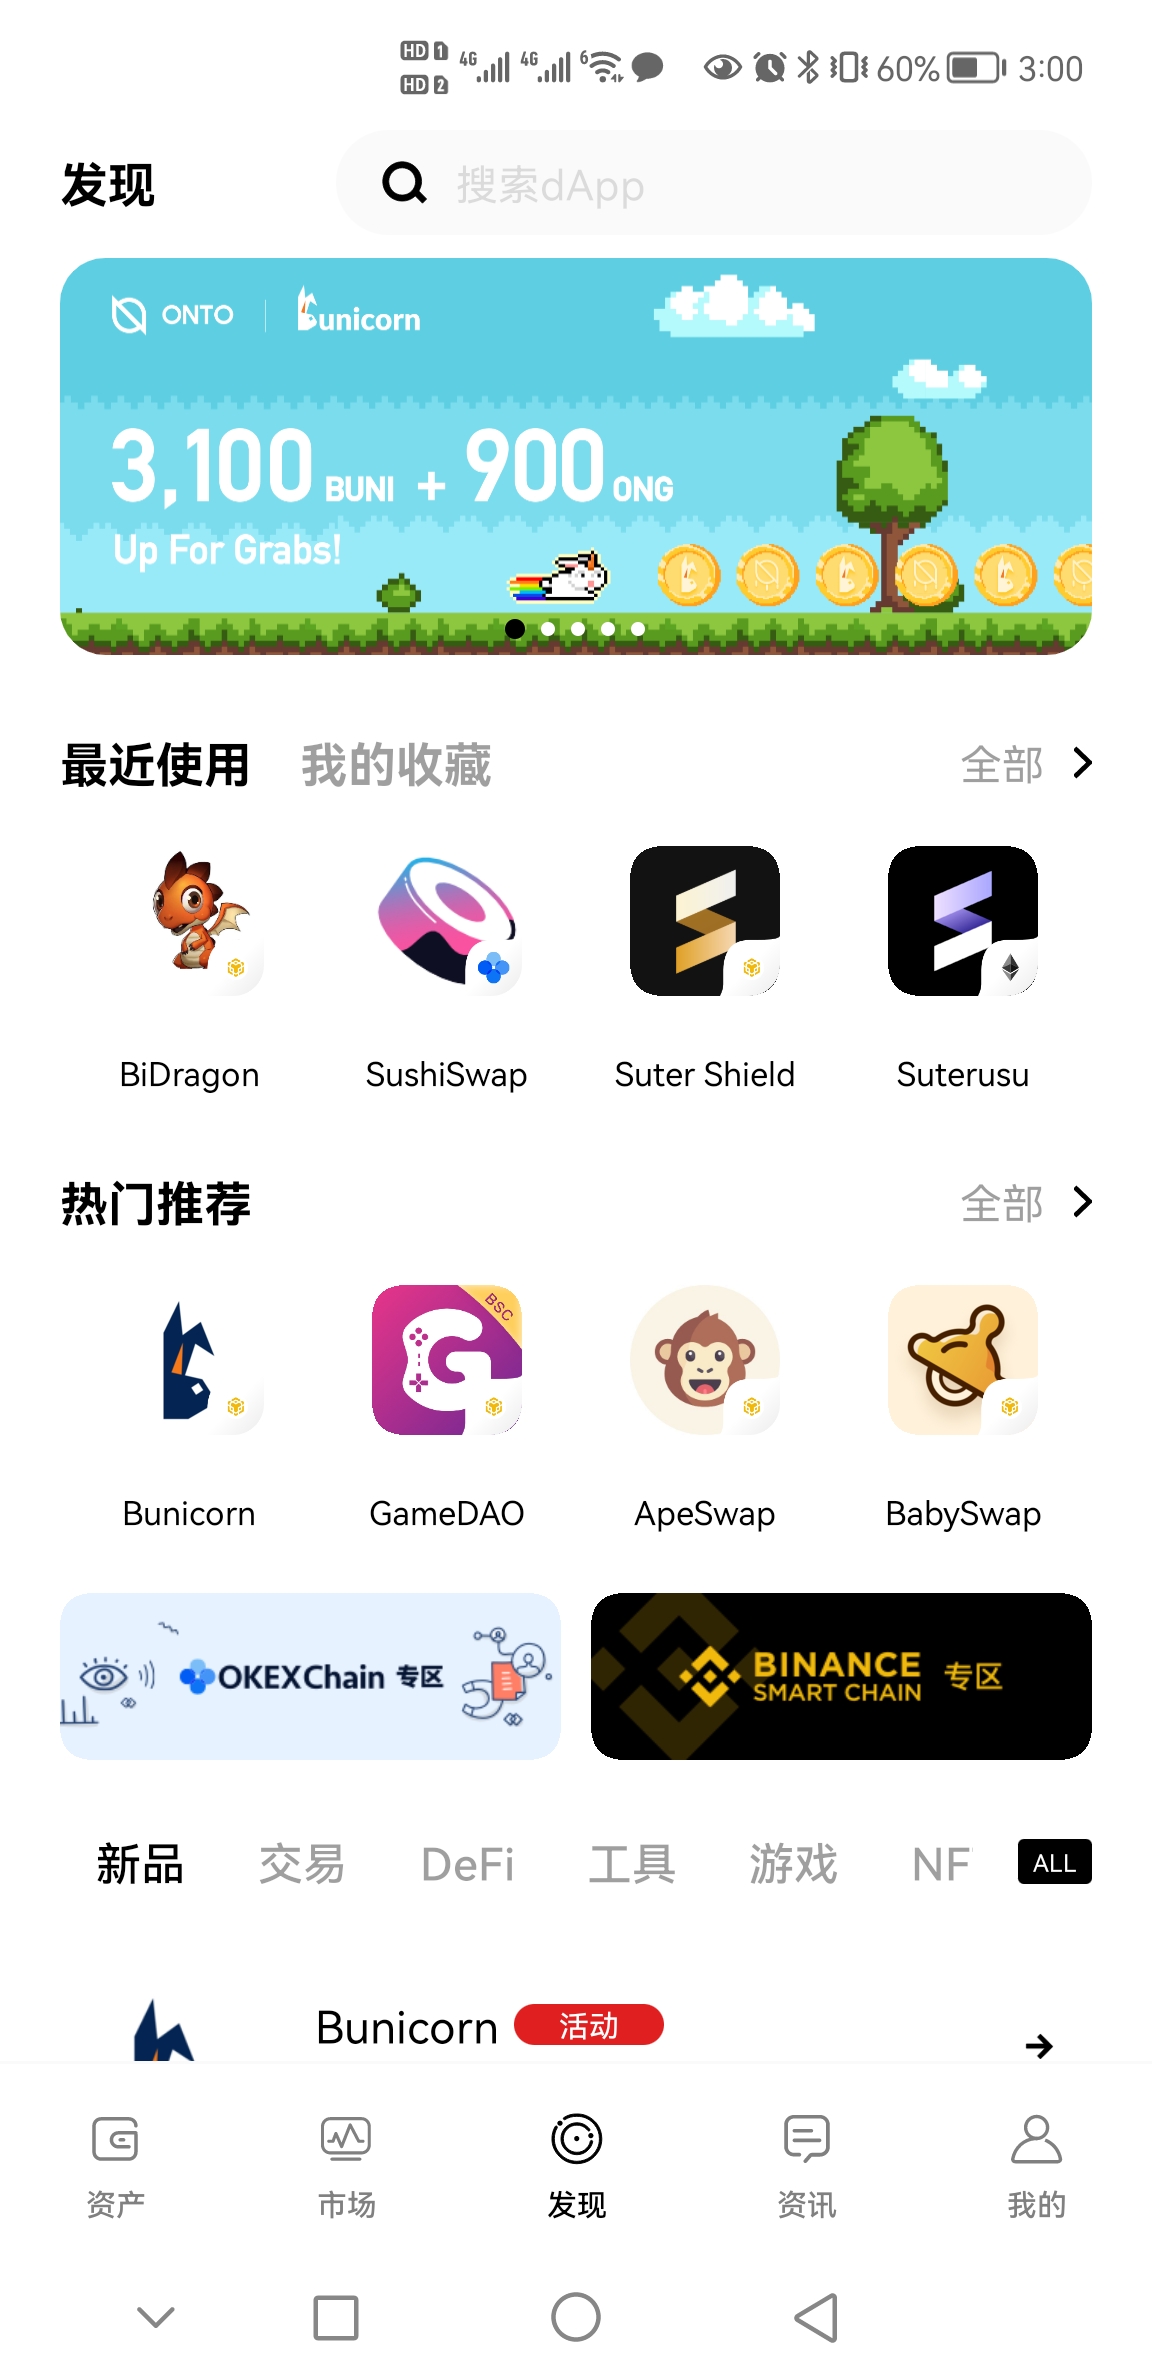 HD 1 4G 4G 6 60% 3:00
HD 2
发现
搜索dApp
ONTO | Bunicorn
3,100 BUNI + 900 ONG
Up For Grabs!
最近使用 我的收藏 全部
BiDragon SushiSwap Suter Shield Suterusu
热门推荐 全部
BSC
Bunicorn GameDAO ApeSwap BabySwap
OKEXChain 专区
BINANCE SMART CHAIN 专区
新品 交易 DeFi 工具 游戏 NF ALL
Bunicorn 活动
资产 市场 发现 资讯 我的